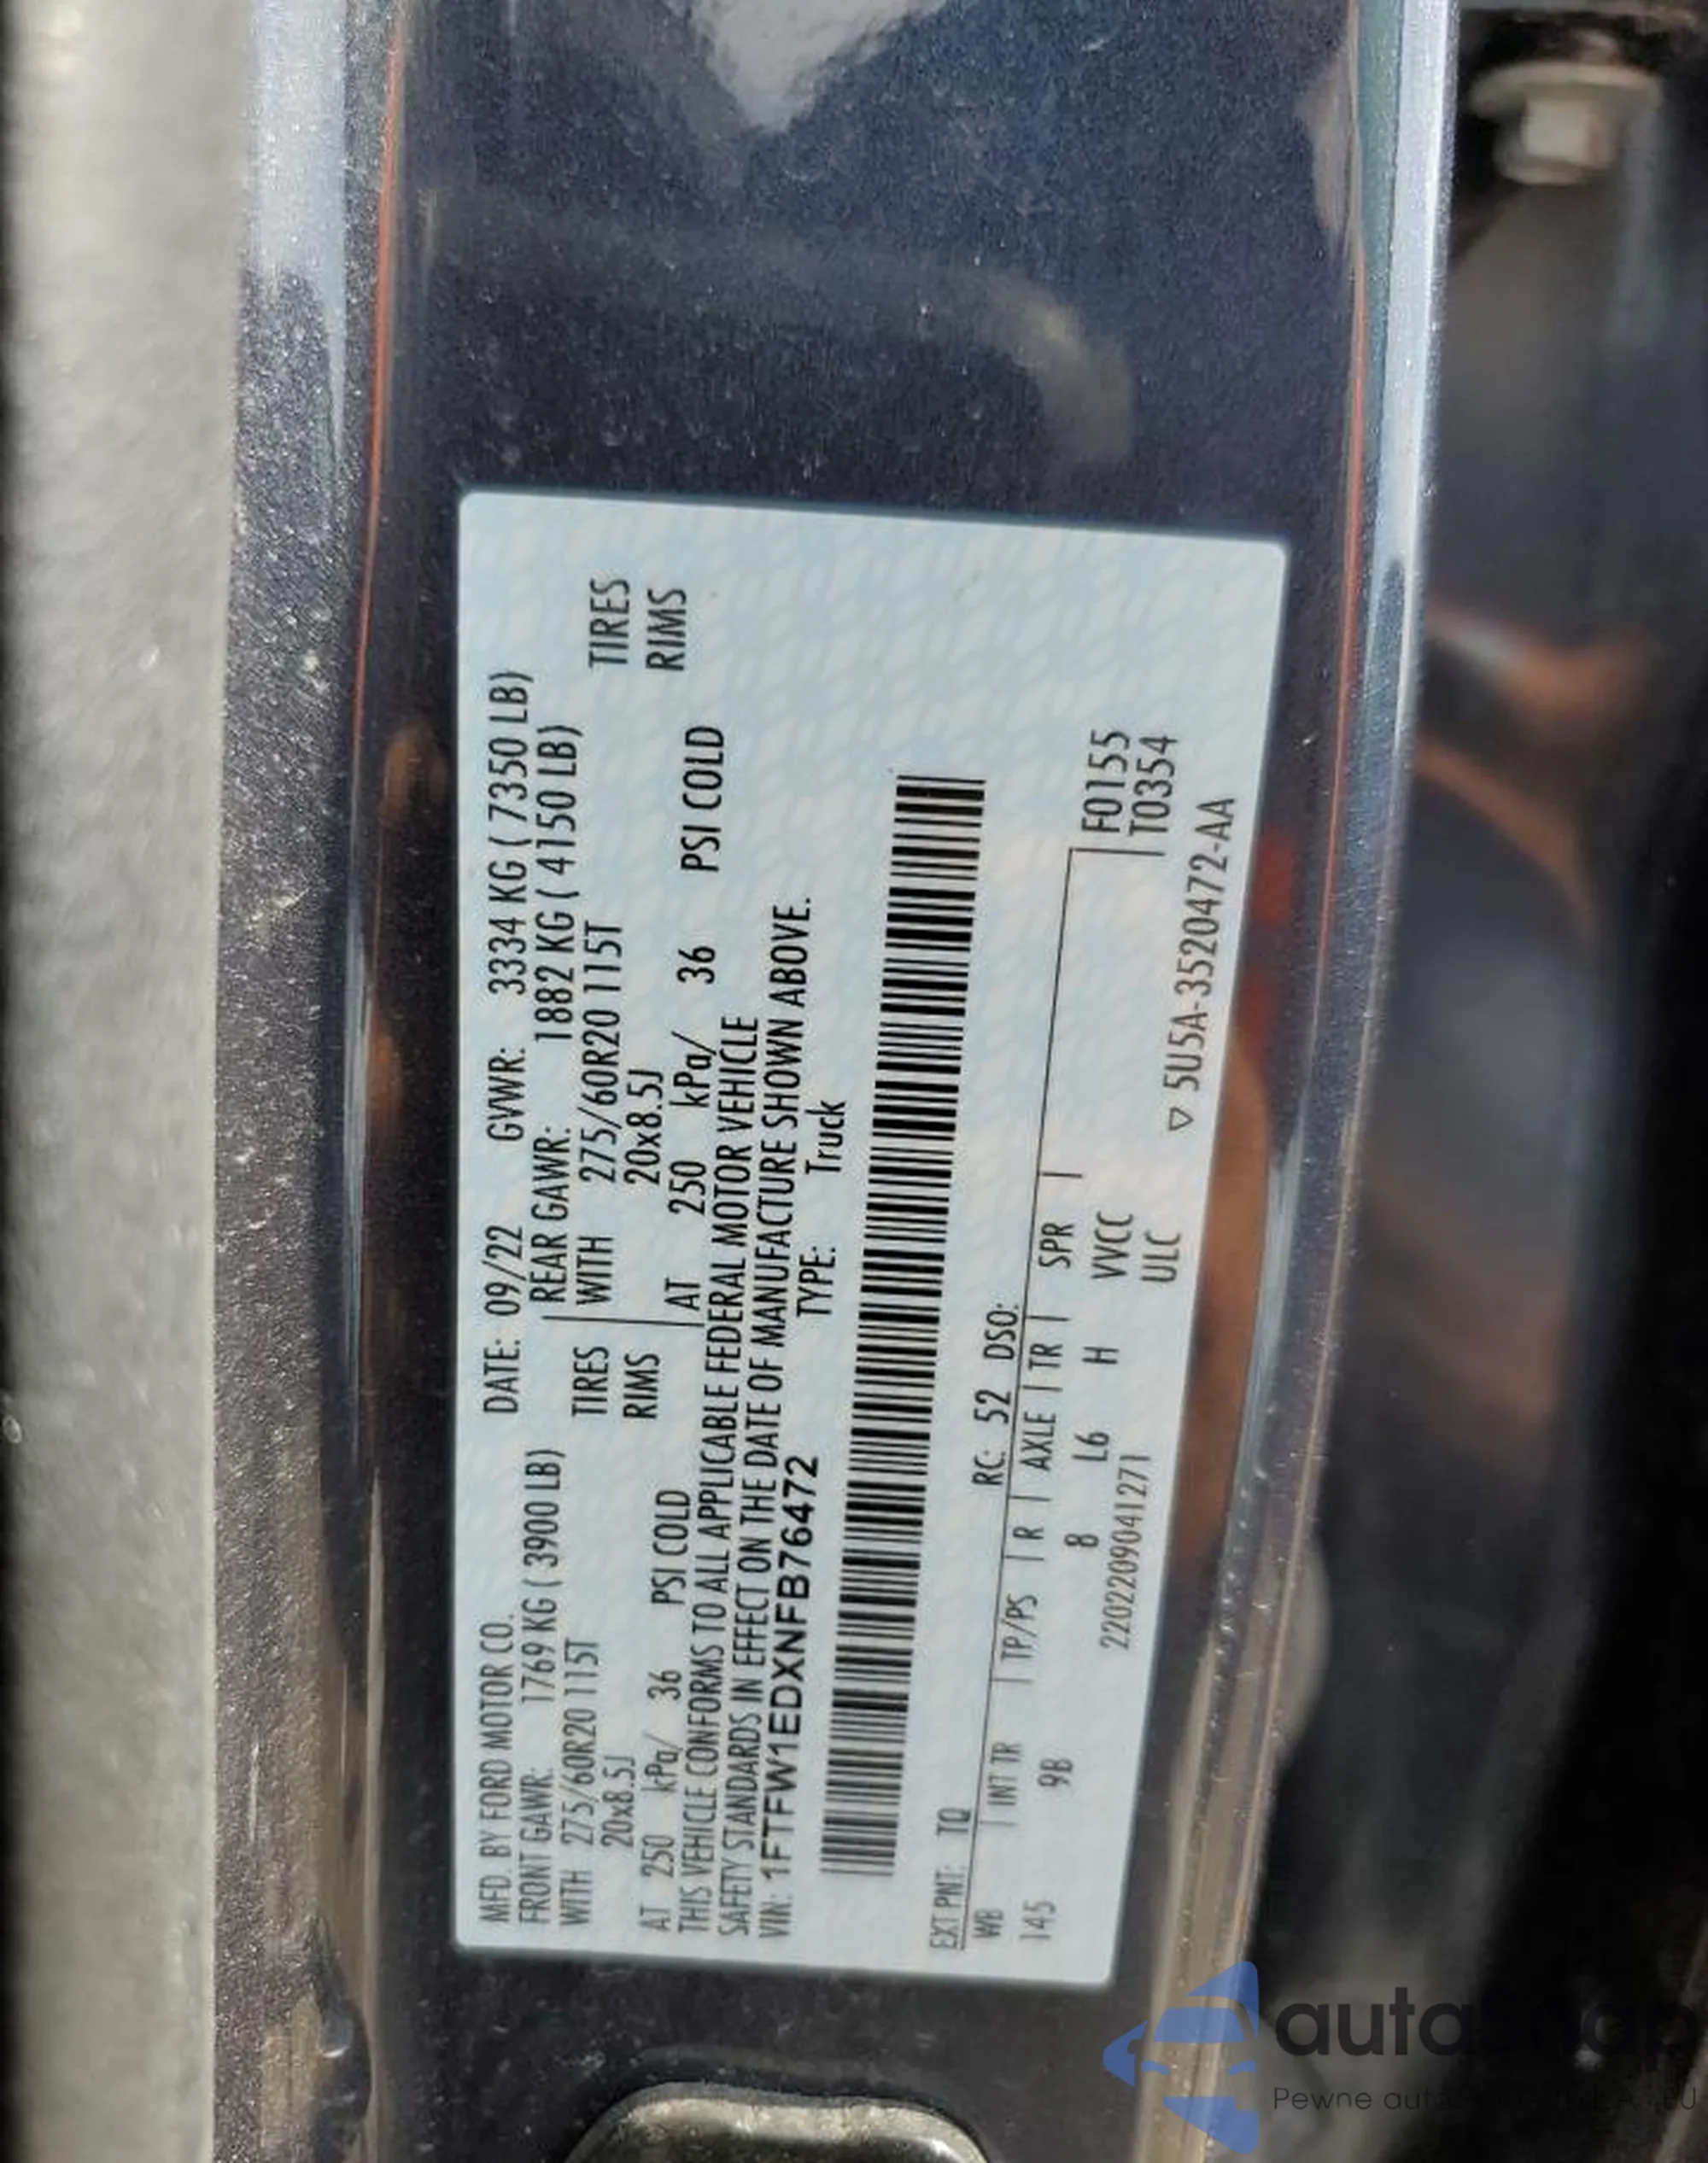 MFD. BY FORD MOTOR CO. DATE: 09/22 GVWR: 3334 KG ( 7350 LB)
FRONT GAWR: 1769 KG ( 3900 LB) REAR GAWR: 1882 KG ( 4150 LB)
WITH 275/60R20 115T TIRES WITH 275/60R20 115T TIRES
20x8.5J RIMS 20x8.5J RIMS
AT 250 kPa/ 36 PSI COLD AT 250 kPa/ 36 PSI COLD
THIS VEHICLE CONFORMS TO ALL APPLICABLE FEDERAL MOTOR VEHICLE
SAFETY STANDARDS IN EFFECT ON THE DATE OF MANUFACTURE SHOWN ABOVE.
VIN: 1FTFW1EDXNFB76472 TYPE: Truck
EXT PNT: TQ RC: 52 DSO:
WB INT TR TP/PS R AXLE TR SPR
145 9B 8 L6 H VVCC F0155
2202209041271 ULC T0354
▽ 5U5A-3520472-AA
autasnap
Pewne auta